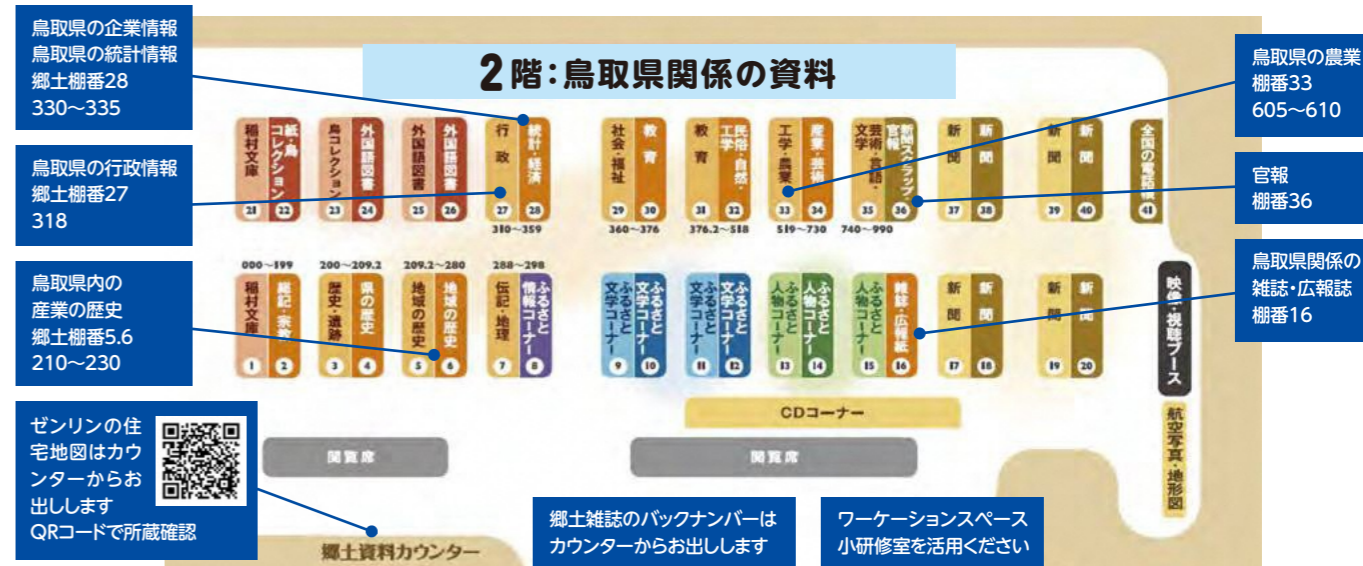 2階：鳥取県関係の資料
鳥取県の企業情報
鳥取県の統計情報
郷土棚番28
330〜335
鳥取県の行政情報
郷土棚番27
318
鳥取県内の
産業の歴史
郷土棚番5.6
210〜230
ゼンリンの住
宅地図はカウ
ンターからお
出しします
QRコードで所蔵確認
鳥取県の農業
棚番33
605〜610
官報
棚番36
鳥取県関係の
雑誌・広報誌
棚番16
稲村文庫
21
紙・鳥
コレクション
22
鳥コレクション
23
外国語図書
24
外国語図書
25
外国語図書
26
行政
27
統計・経済
28
310〜359
社会・福祉
29
教育
30
360〜376
教育
31
民俗・自然・
工学
32
376.2〜518
工学・農業
33
産業・芸術
34
519〜730
芸術・言語・
文学
35
新聞スクラップ・
官報
36
740〜990
新聞
37
新聞
38
新聞
39
新聞
40
全国の電話帳
41
000〜199
稲村文庫
1
総記・宗教
2
200〜209.2
歴史・遺跡
3
県の歴史
4
209.2〜280
地域の歴史
5
地域の歴史
6
288〜298
伝記・地理
7
ふるさと
情報コーナー
8
ふるさと
文学コーナー
9
ふるさと
文学コーナー
10
ふるさと
文学コーナー
11
ふるさと
文学コーナー
12
ふるさと
人物コーナー
13
ふるさと
人物コーナー
14
ふるさと
人物コーナー
15
雑誌・広報紙
16
新聞
17
新聞
18
新聞
19
新聞
20
映像・視聴ブース
航空写真・地形図
CDコーナー
閲覧席
閲覧席
郷土資料カウンター
郷土雑誌のバックナンバーは
カウンターからお出しします
ワーケーションスペース
小研修室を活用ください